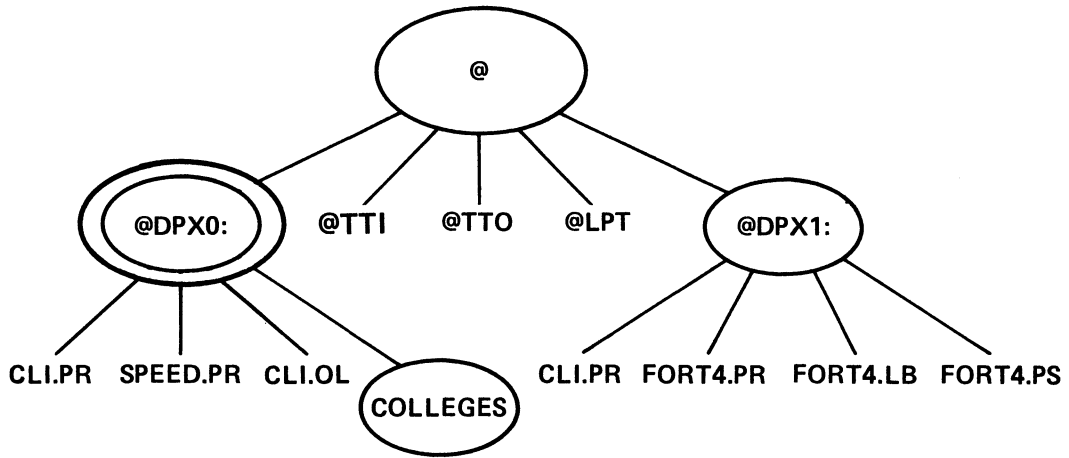 @
@DPX0:
@TTI
@TTO
@LPT
@DPX1:
CLI.PR
SPEED.PR
CLI.OL
COLLEGES
CLI.PR
FORT4.PR
FORT4.LB
FORT4.PS